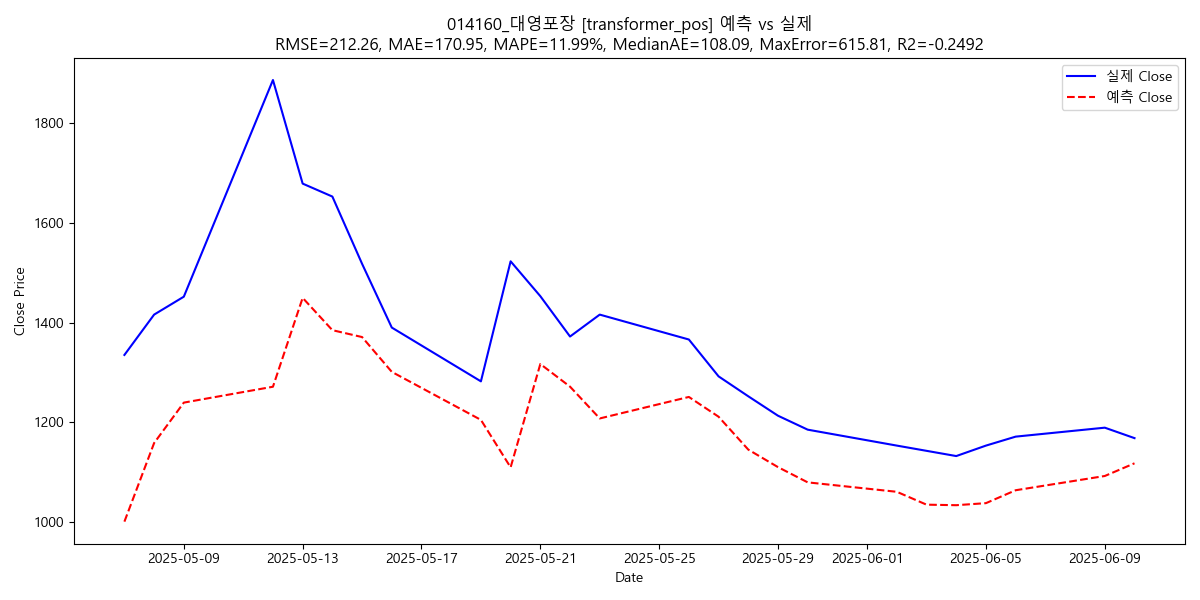 014160_대영포장 [transformer_pos] 예측 vs 실제
RMSE=212.26, MAE=170.95, MAPE=11.99%, MedianAE=108.09, MaxError=615.81, R2=-0.2492
실제 Close
예측 Close
Close Price
1800
1600
1400
1200
1000
2025-05-09
2025-05-13
2025-05-17
2025-05-21
2025-05-25
2025-05-29
2025-06-01
2025-06-05
2025-06-09
Date